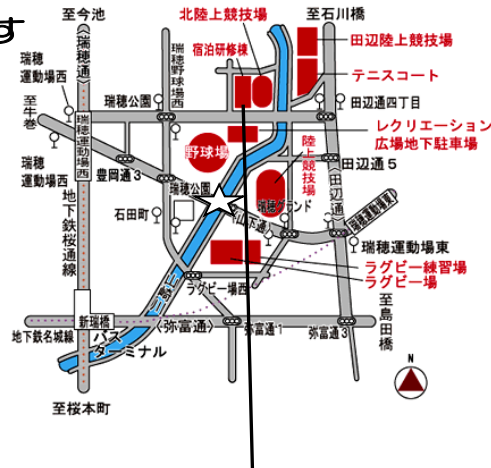 す
至今池
北陸上競技場
至石川橋
宿泊研修棟
田辺陸上競技場
瑞穂通
瑞穂野球場西
瑞穂
運動場西
テニスコート
至牛巻
瑞穂公園
田辺通四丁目
レクリエーション
広場地下駐車場
瑞穂運動場西
野球場
陸上競技場
瑞穂
運動場西
豊岡通3
田辺通5
瑞穂公園
田辺通
石田町
瑞穂グランド
山下通
瑞穂運動場東
地下鉄桜通線
瑞穂運動場東
ラグビー練習場
ラグビー場
ラグビー場西
山崎川
至島田橋
新瑞橋
地下鉄名城線
バス
ターミナル
〈弥富通〉
弥富通1
弥富通3
N
至桜本町